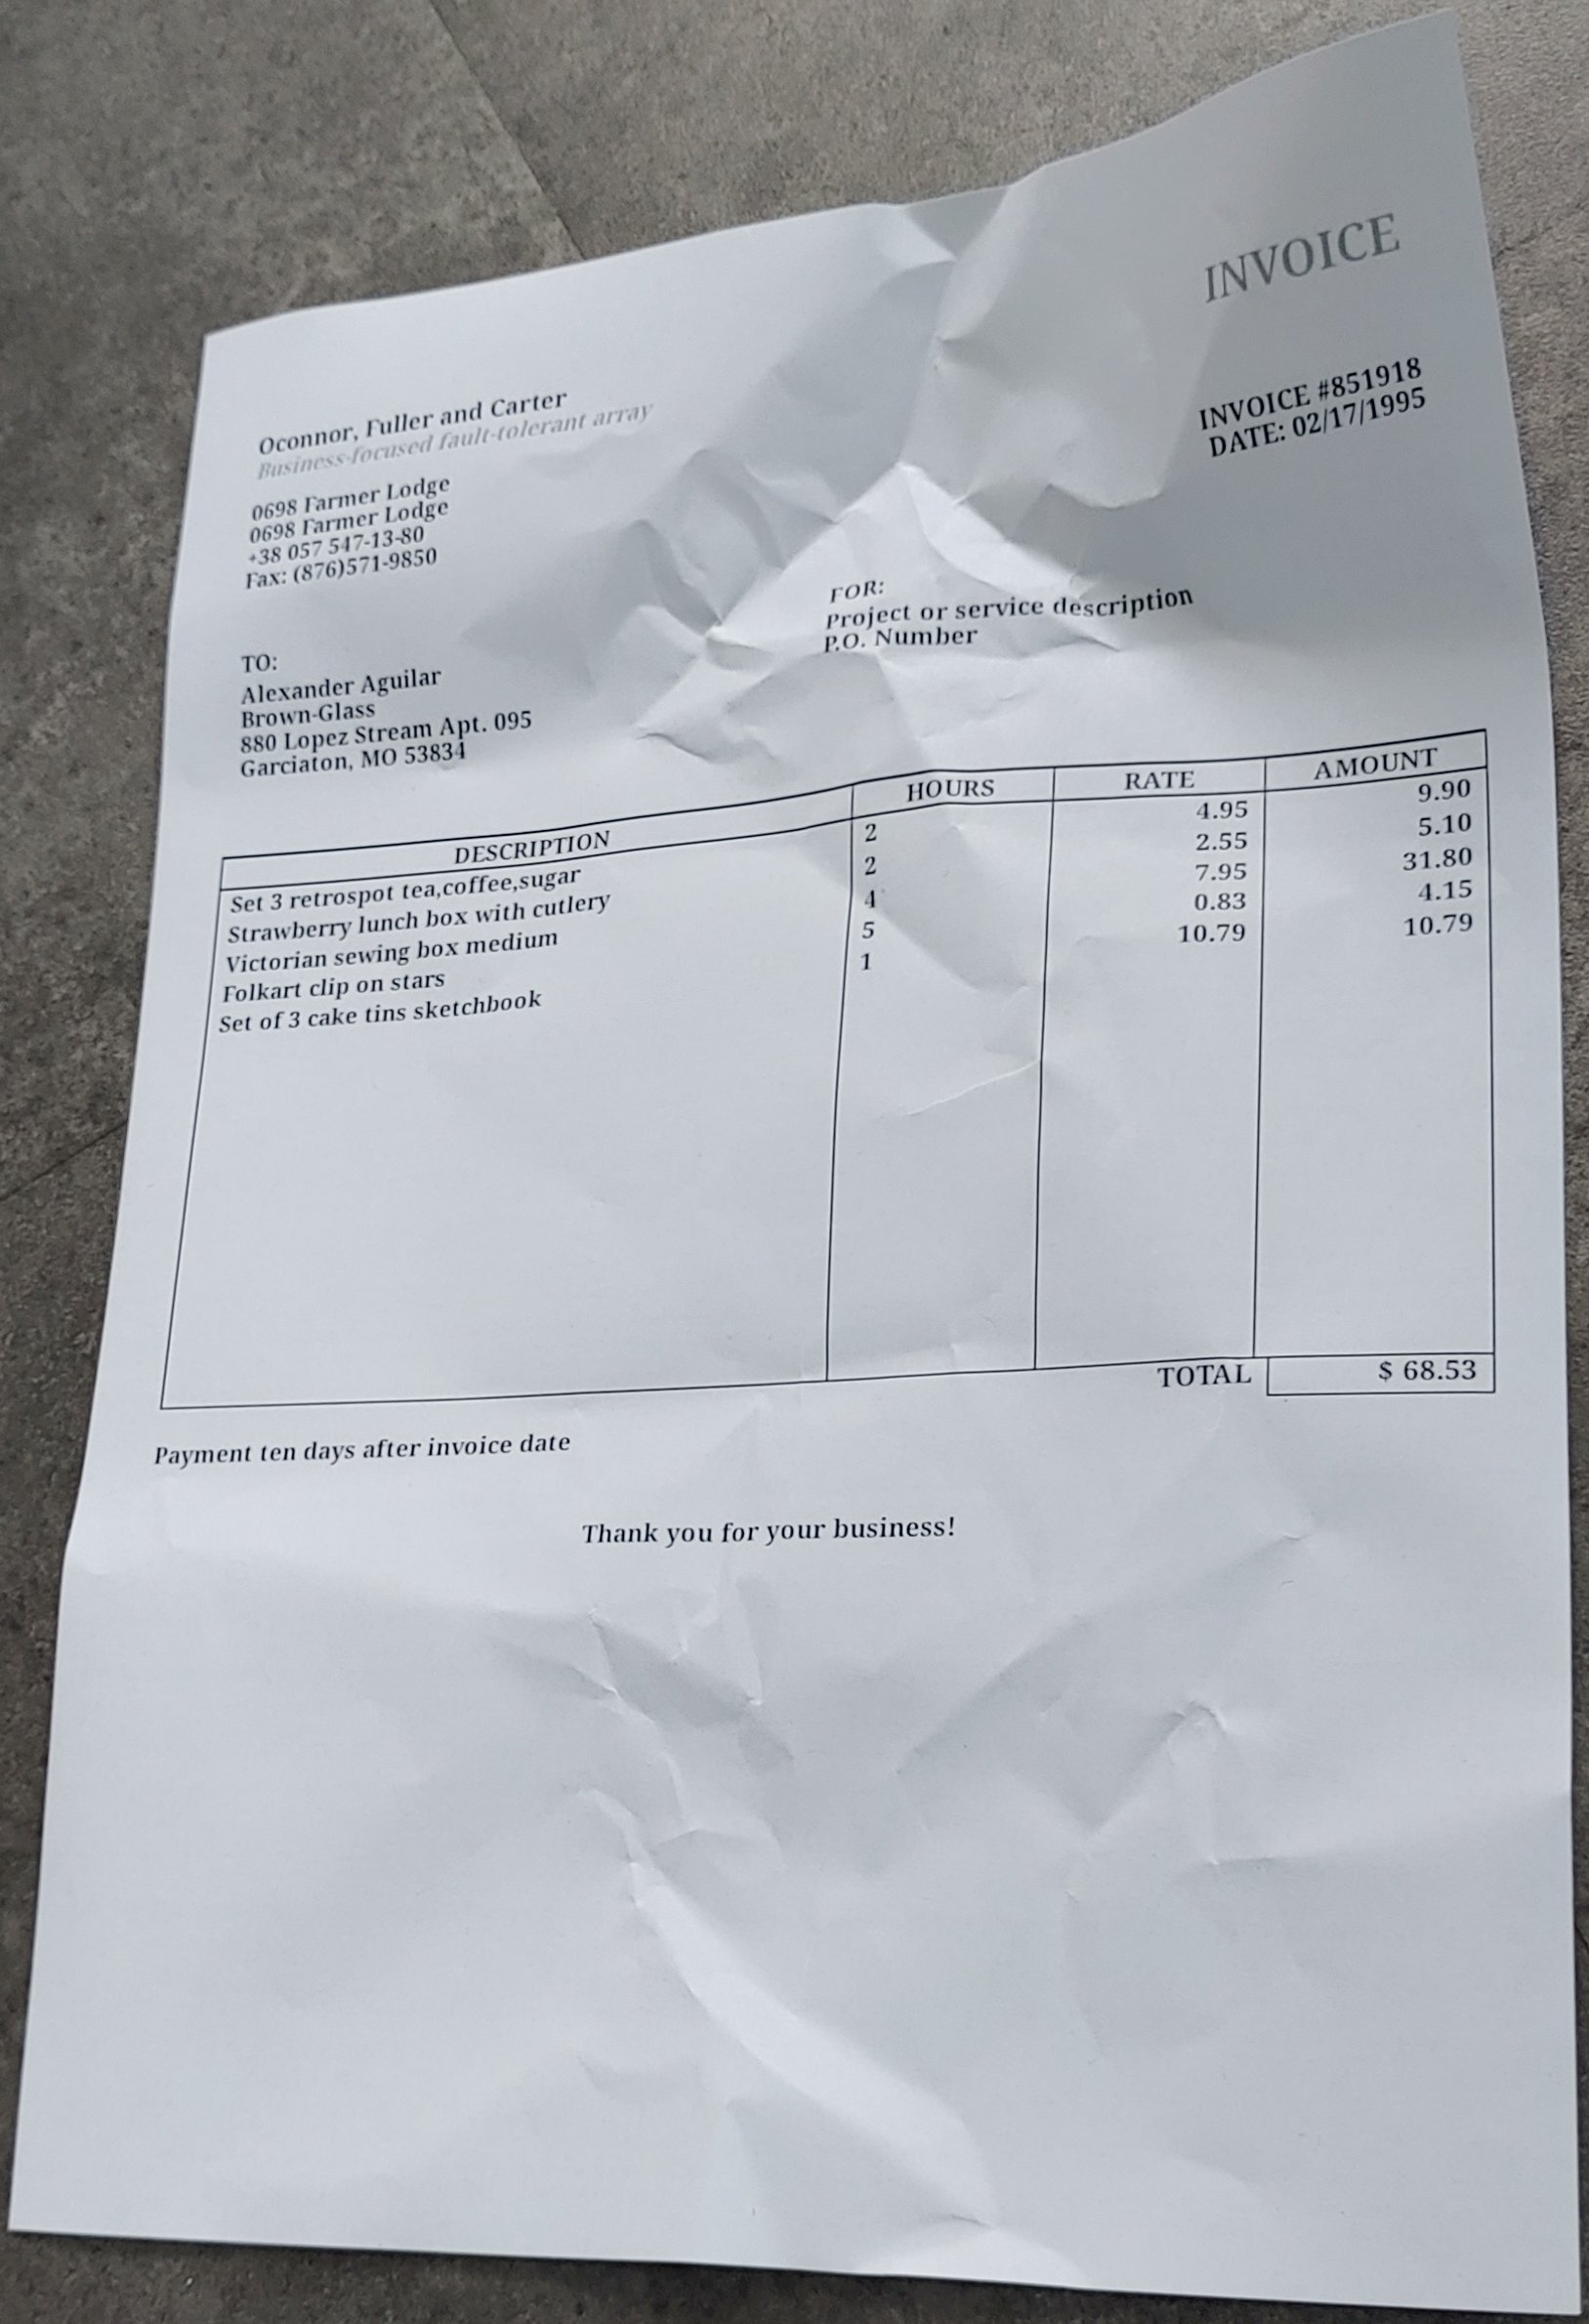 INVOICE
Oconnor, Fuller and Carter
Business-focused fault-tolerant array
INVOICE #851918
DATE: 02/17/1995
0698 Farmer Lodge
0698 Farmer Lodge
+38 057 547-13-80
Fax: (876)571-9850
TO:
Alexander Aguilar
Brown-Glass
880 Lopez Stream Apt. 095
Garciaton, MO 53834
FOR:
Project or service description
P.O. Number
DESCRIPTION HOURS RATE AMOUNT
Set 3 retrospot tea,coffee,sugar 2 4.95 9.90
Strawberry lunch box with cutlery 2 2.55 5.10
Victorian sewing box medium 4 7.95 31.80
Folkart clip on stars 5 0.83 4.15
Set of 3 cake tins sketchbook 1 10.79 10.79
TOTAL $ 68.53
Payment ten days after invoice date
Thank you for your business!